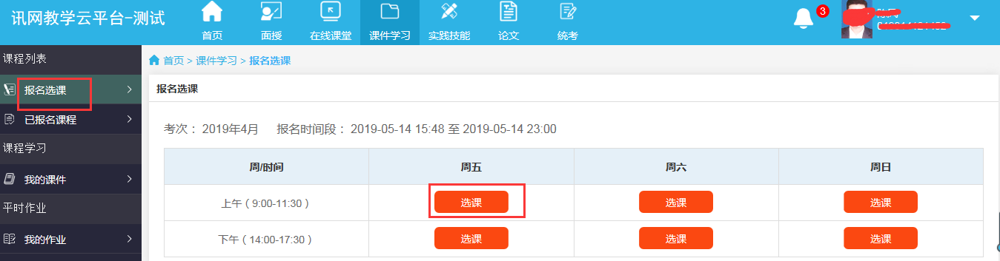 讯网教学云平台-测试
首页
面授
在线课堂
课件学习
实践技能
论文
统考
3
课程列表
报名选课
已报名课程
课程学习
我的课件
平时作业
我的作业
首页 > 课件学习 > 报名选课
报名选课
考次： 2019年4月 报名时间段： 2019-05-14 15:48 至 2019-05-14 23:00
周/时间 周五 周六 周日
上午（9:00-11:30） 选课 选课 选课
下午（14:00-17:30） 选课 选课 选课